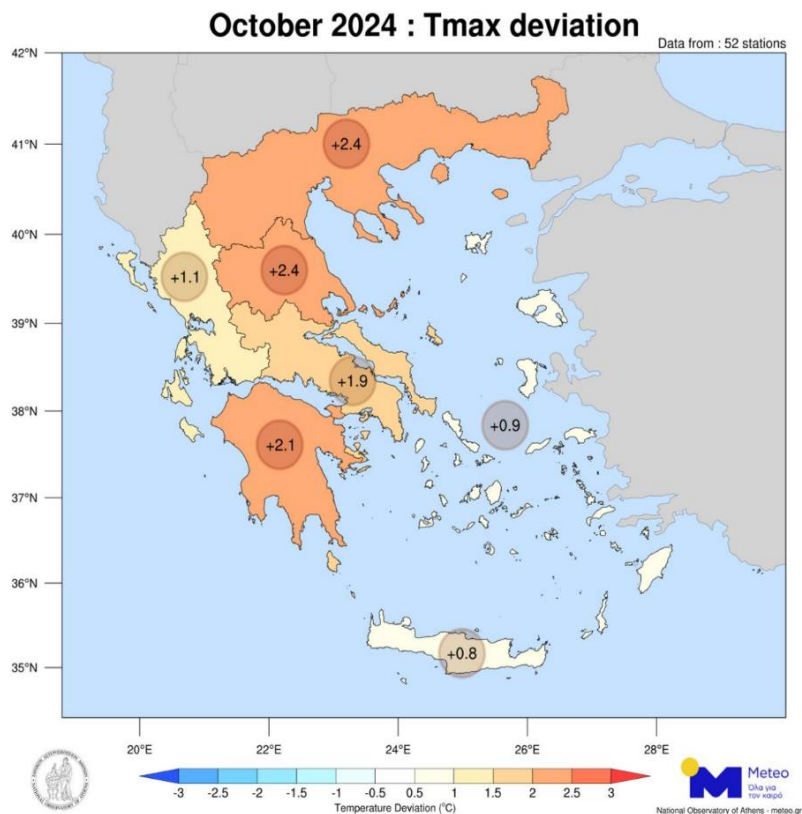 October 2024 : Tmax deviation
Data from : 52 stations
42°N
41°N
40°N
39°N
38°N
37°N
36°N
35°N
+2.4
+2.4
+1.1
+1.9
+0.9
+2.1
+0.8
20°E
22°E
24°E
26°E
28°E
-3
-2.5
-2
-1.5
-1
-0.5
0.5
1
1.5
2
2.5
3
Temperature Deviation (°C)
Meteo
Όλα για
τον καιρό
National Observatory of Athens - meteo.gr